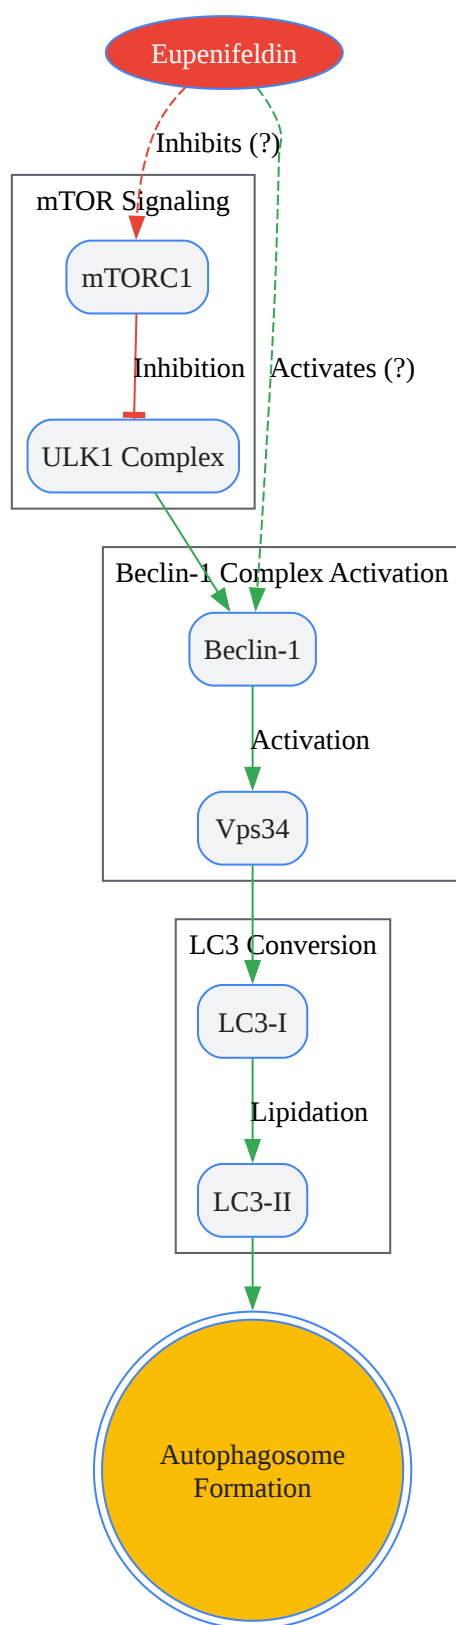 Eupenifeldin
Inhibits (?)
mTOR Signaling
mTORC1
Inhibition
Activates (?)
ULK1 Complex
Beclin-1 Complex Activation
Beclin-1
Activation
Vps34
LC3 Conversion
LC3-I
Lipidation
LC3-II
Autophagosome
Formation